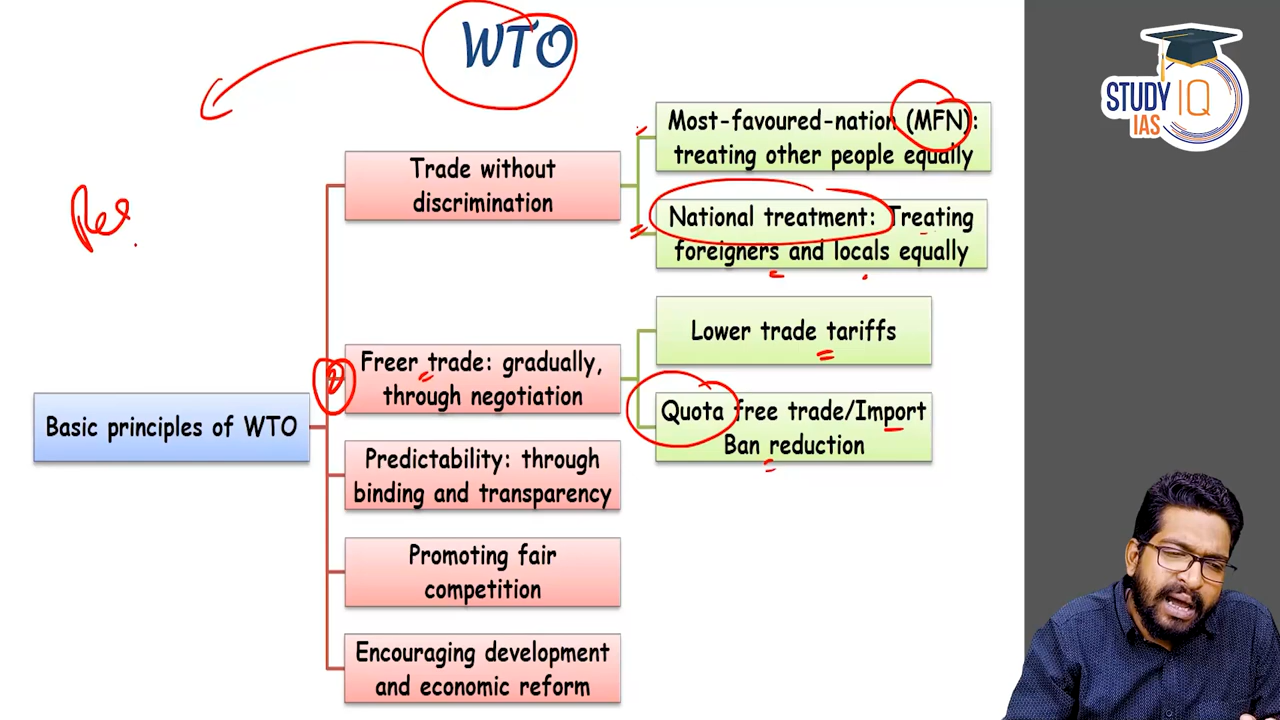 WTO
STUDY IQ
IAS
Most-favoured-nation (MFN):
treating other people equally
Trade without
discrimination
National treatment: Treating
foreigners and locals equally
Lower trade tariffs
Freer trade: gradually,
through negotiation
Quota free trade/Import
Ban reduction
Basic principles of WTO
Predictability: through
binding and transparency
Promoting fair
competition
Encouraging development
and economic reform